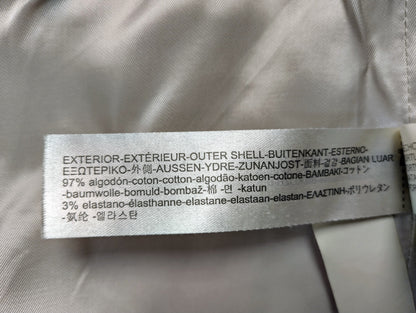 EXTERIOR-EXTÉRIEUR-OUTER SHELL-BUITENKANT-ESTERNO-
ΕΞΩΤΕΡΙΚΟ-外側-AUSSEN-YDRE-ZUNANJOST-面料-겉감-BAGIAN LUAR
97% algodón-coton-cotton-algodão-katoen-cotone-ΒΑΜΒΑΚΙ-コットン
-baumwolle-bomuld-bombaž-棉 -면 -katun
3% elastano-élasthanne-elastane-elastaan-elastan-ΕΛΑΣΤΙΝΗ-ポリウレタン
-氨纶-엘라스탄